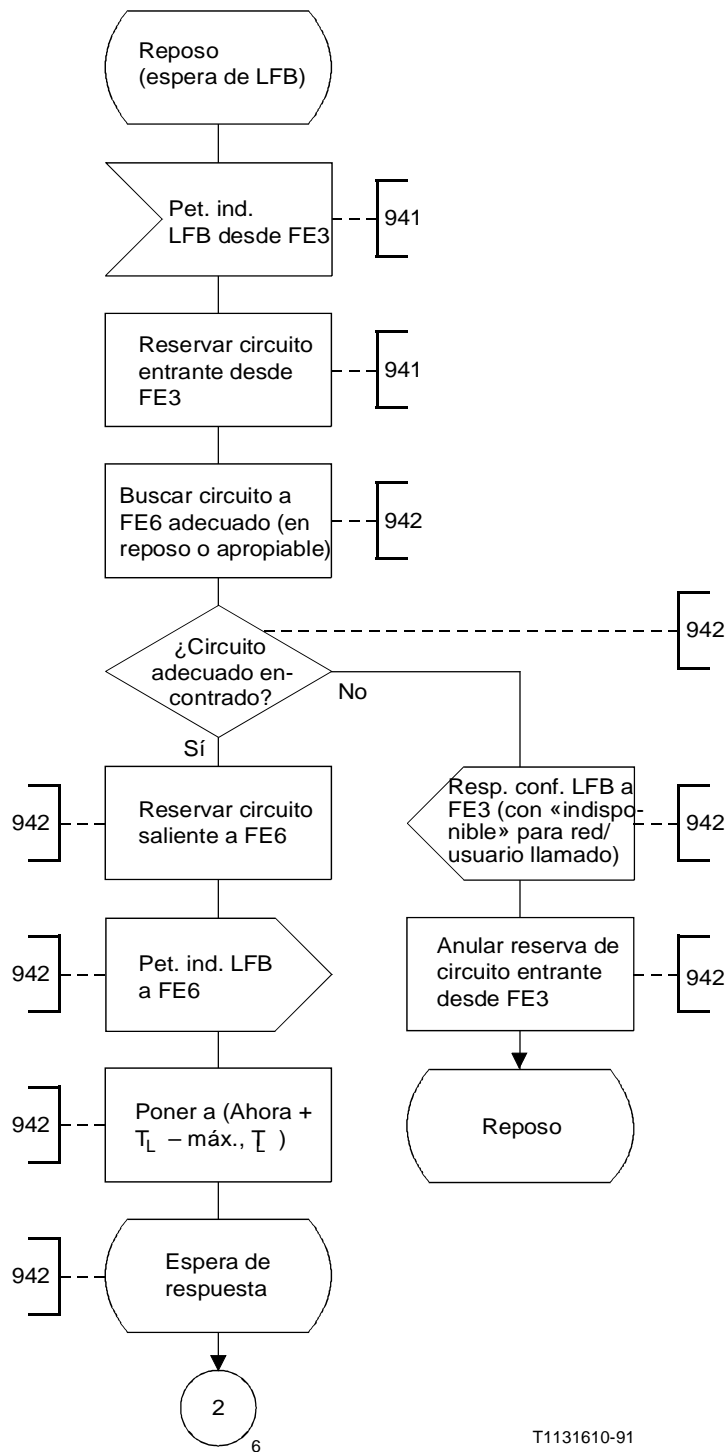 Reposo
(espera de LFB)
Pet. ind.
LFB desde FE3
941
Reservar circuito
entrante desde
FE3
941
Buscar circuito a
FE6 adecuado (en
reposo o apropiable)
942
942
¿Circuito
adecuado en-
contrado?
No
Sí
942
Reservar circuito
saliente a FE6
Resp. conf. LFB a
FE3 (con «indispo-
nible» para red/
usuario llamado)
942
942
Pet. ind. LFB
a FE6
Anular reserva de
circuito entrante
desde FE3
942
942
Poner a (Ahora +
T_L – máx., T_L )
Reposo
942
Espera de
respuesta
2
6
T1131610-91